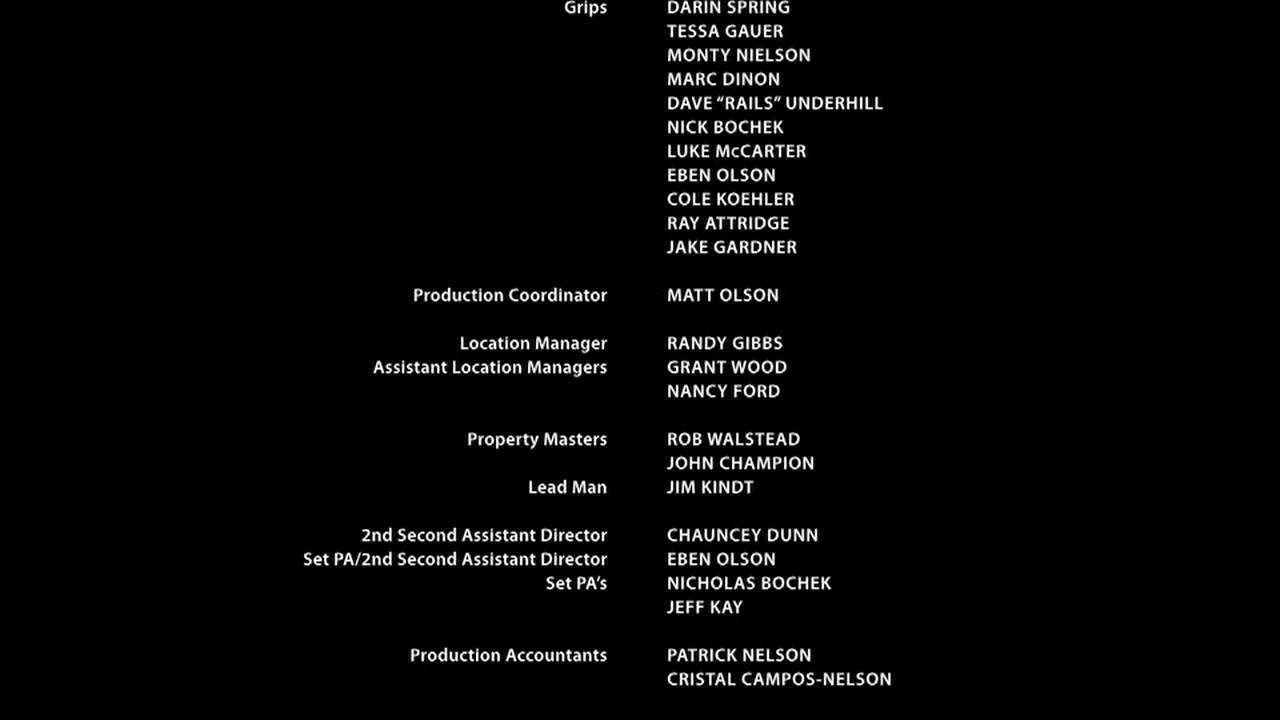 Grips DARIN SPRING
TESSA GAUER
MONTY NIELSON
MARC DINON
DAVE “RAILS” UNDERHILL
NICK BOCHEK
LUKE McCARTER
EBEN OLSON
COLE KOEHLER
RAY ATTRIDGE
JAKE GARDNER
Production Coordinator MATT OLSON
Location Manager RANDY GIBBS
Assistant Location Managers GRANT WOOD
NANCY FORD
Property Masters ROB WALSTEAD
JOHN CHAMPION
Lead Man JIM KINDT
2nd Second Assistant Director CHAUNCEY DUNN
Set PA/2nd Second Assistant Director EBEN OLSON
Set PA’s NICHOLAS BOCHEK
JEFF KAY
Production Accountants PATRICK NELSON
CRISTAL CAMPOS-NELSON